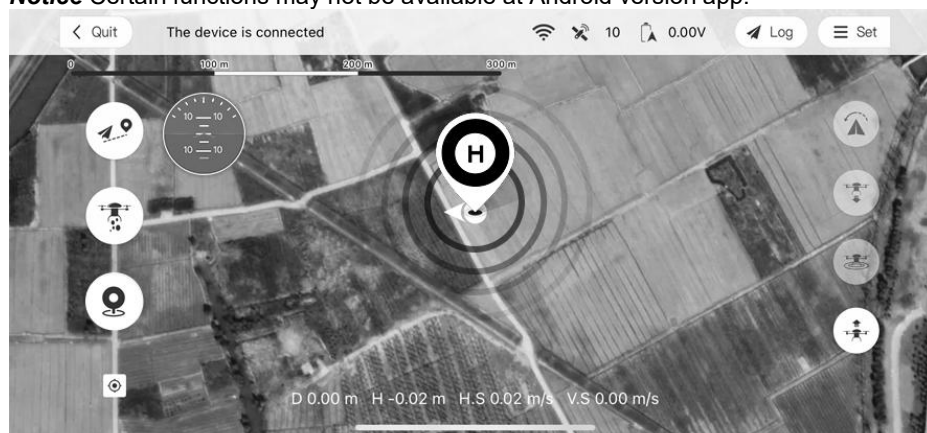 Notice Certain functions may not be available at Android version app.
Quit The device is connected 10 0.00V Log Set
0 100 m 200 m 300 m
10 10
10 10
H
D 0.00 m H -0.02 m H.S 0.02 m/s V.S 0.00 m/s